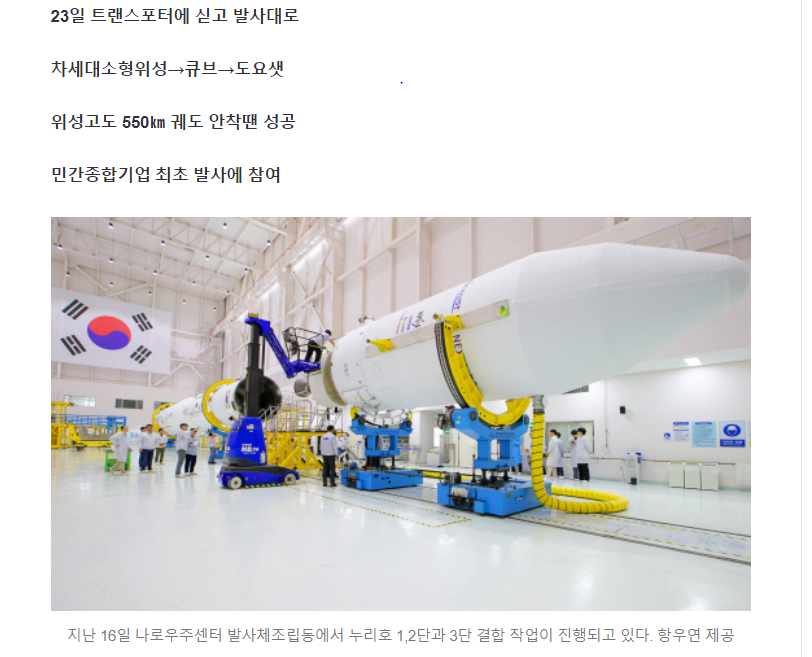 23일 트랜스포터에 싣고 발사대로
차세대소형위성→큐브→도요샛
위성고도 550㎞ 궤도 안착땐 성공
민간종합기업 최초 발사에 참여
지난 16일 나로우주센터 발사체조립동에서 누리호 1,2단과 3단 결합 작업이 진행되고 있다. 항우연 제공